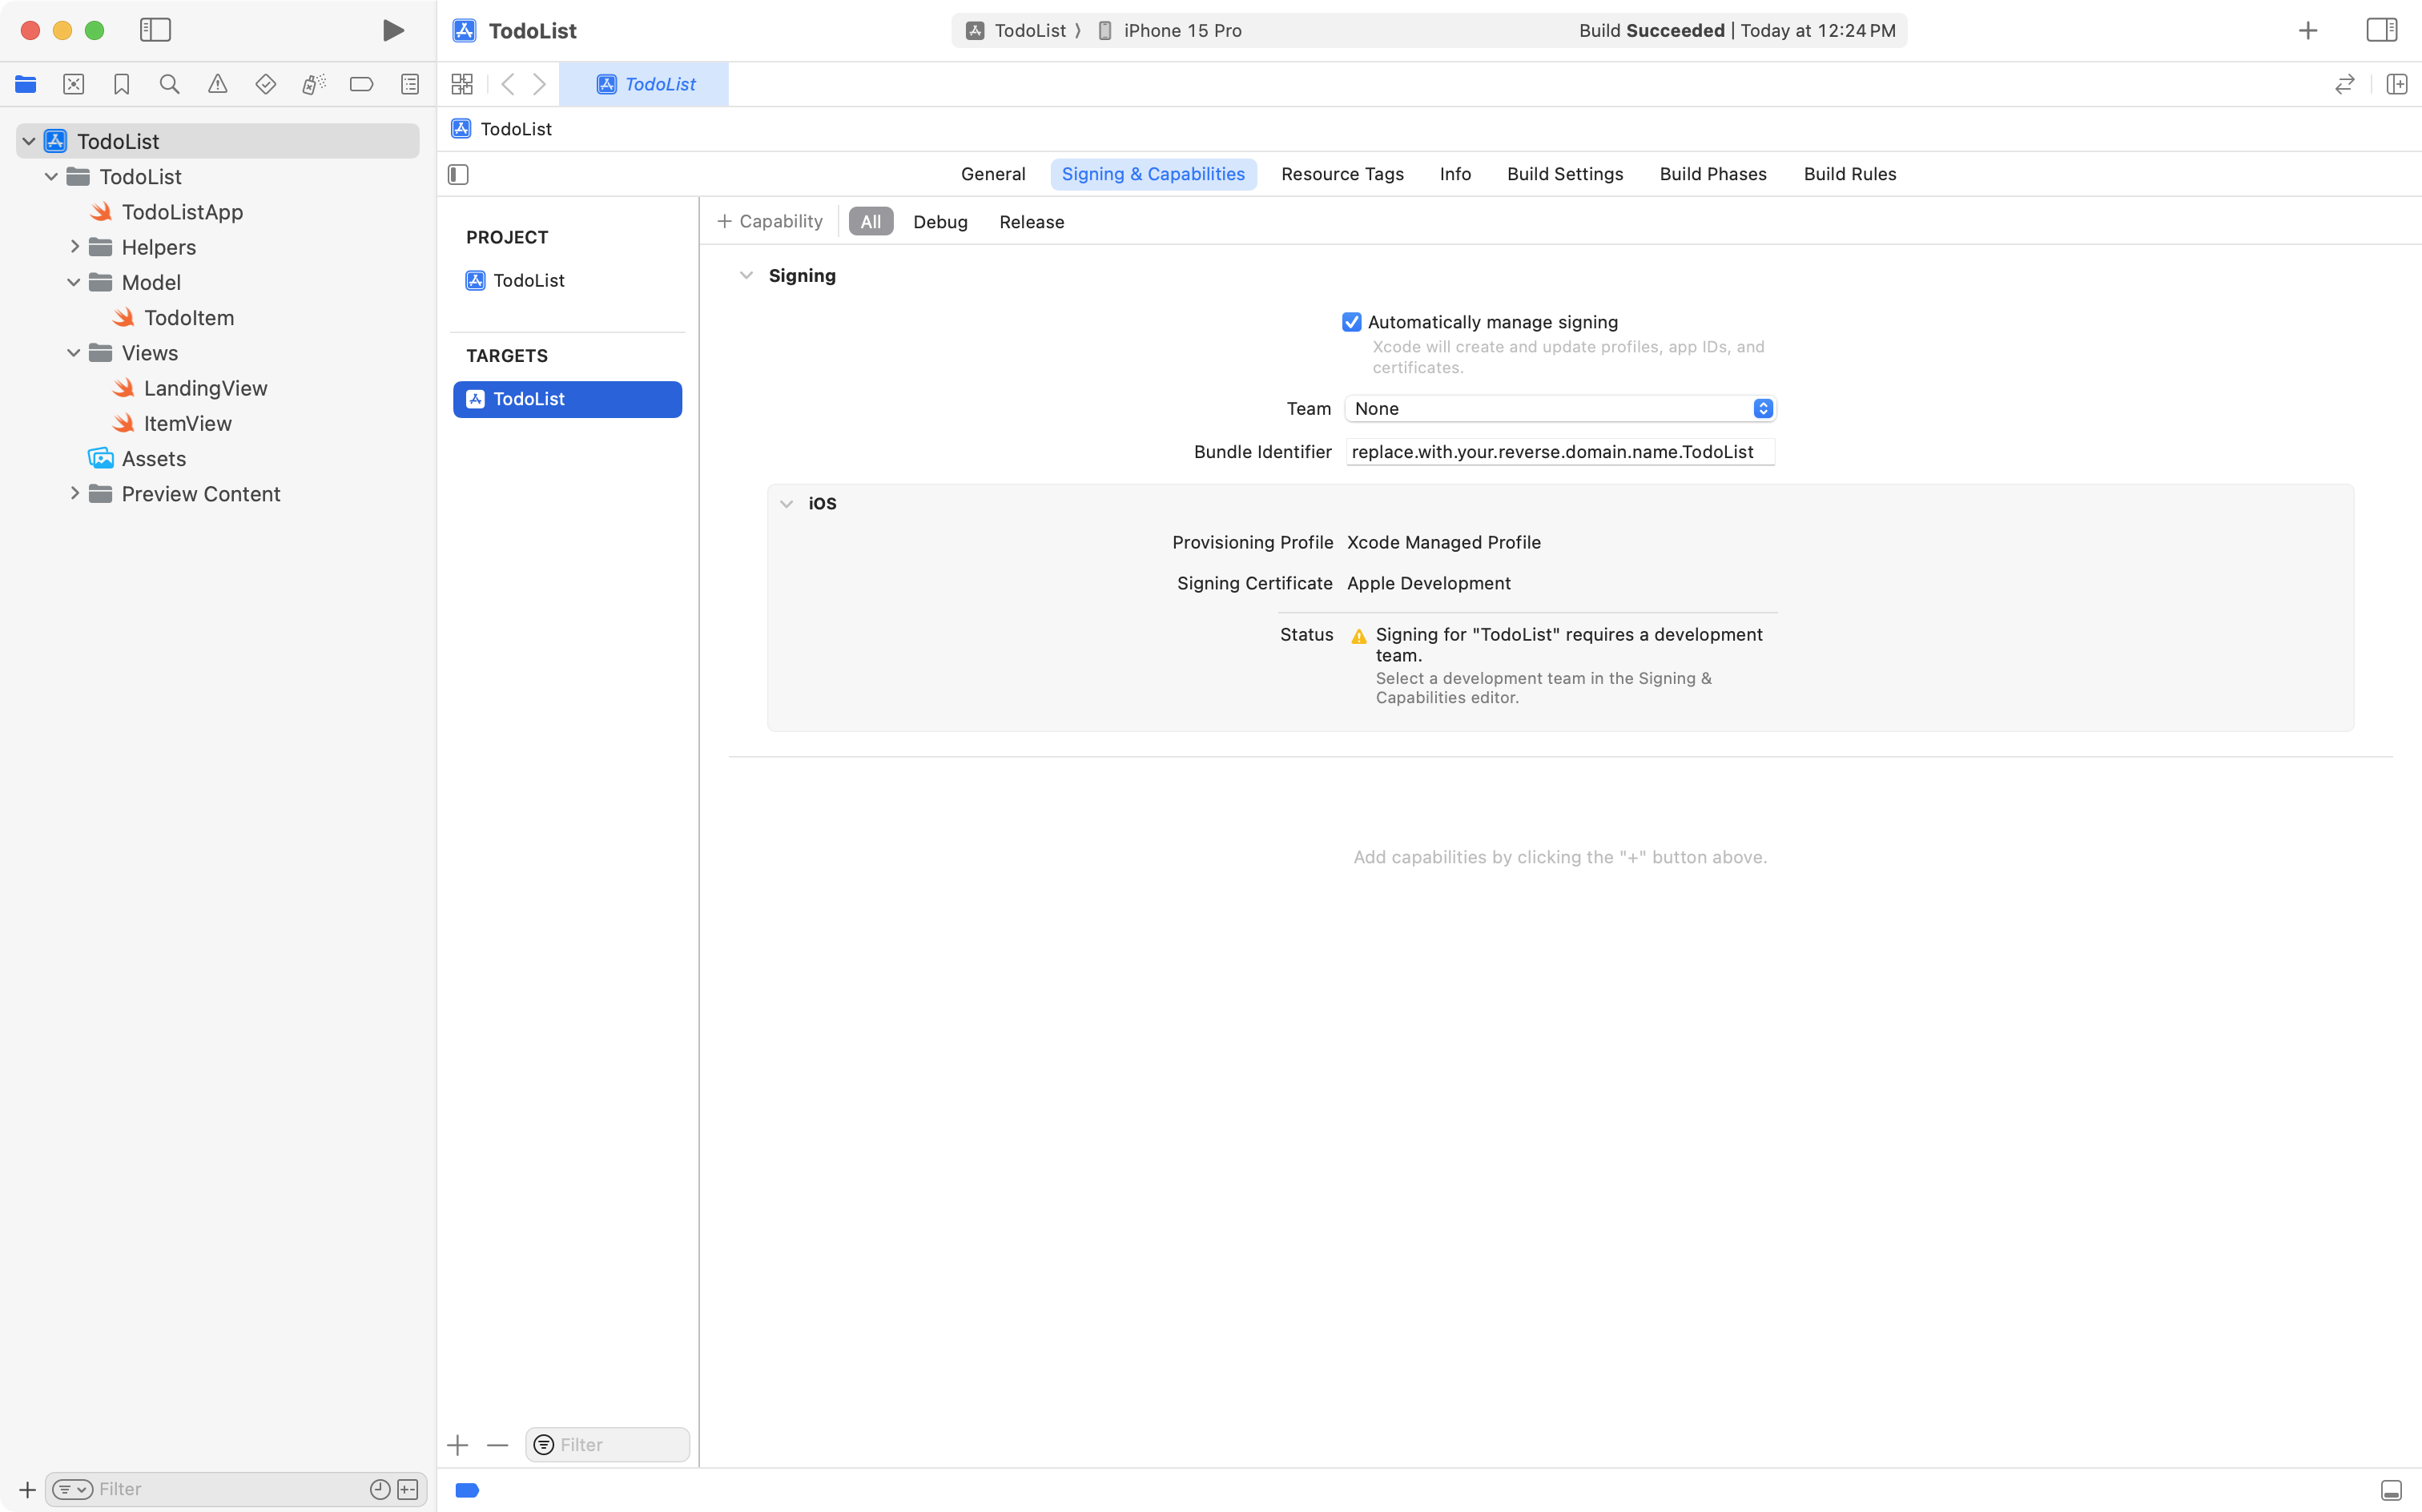 TodoList
TodoList ⟩ iPhone 15 Pro
Build Succeeded | Today at 12:24 PM
TodoList
TodoList
General
Signing & Capabilities
Resource Tags
Info
Build Settings
Build Phases
Build Rules
TodoList
TodoList
TodoListApp
Helpers
Model
TodoItem
Views
LandingView
ItemView
Assets
Preview Content
Filter
PROJECT
TodoList
TARGETS
TodoList
Filter
+ Capability
All
Debug
Release
Signing
Automatically manage signing
Xcode will create and update profiles, app IDs, and
certificates.
Team None
Bundle Identifier replace.with.your.reverse.domain.name.TodoList
iOS
Provisioning Profile Xcode Managed Profile
Signing Certificate Apple Development
Status Signing for "TodoList" requires a development
team.
Select a development team in the Signing &
Capabilities editor.
Add capabilities by clicking the "+" button above.